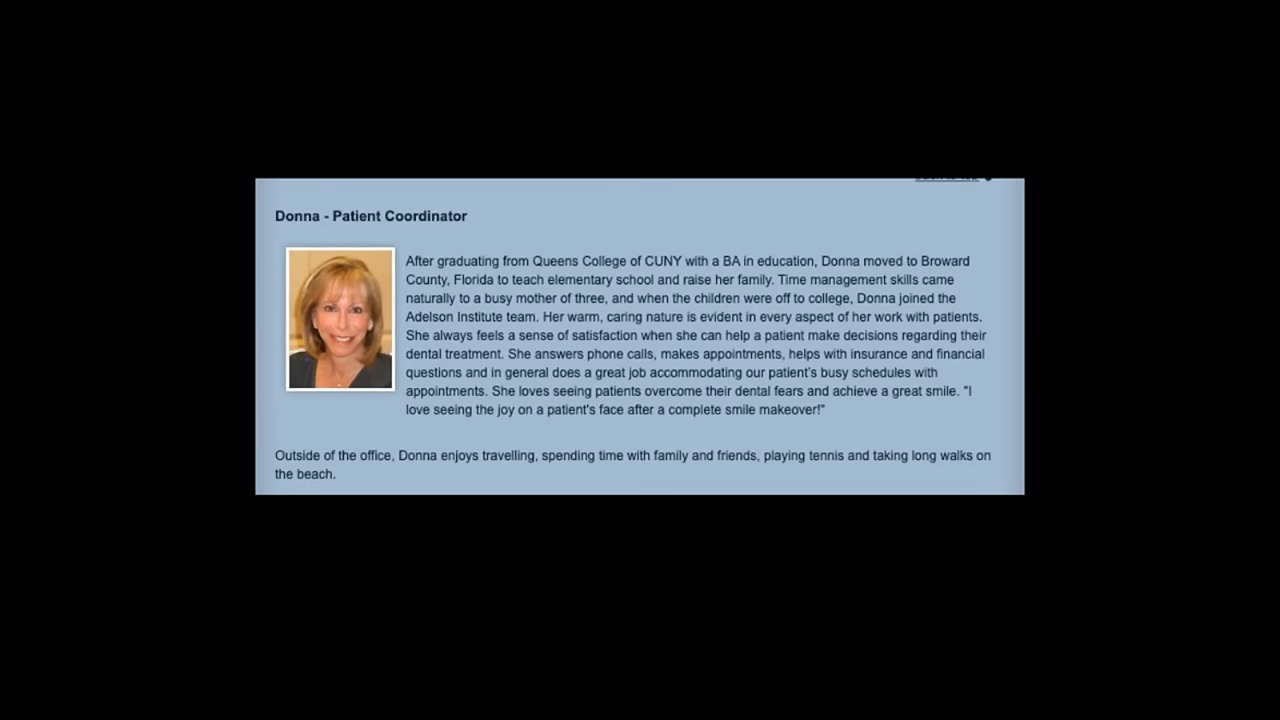 Donna - Patient Coordinator
After graduating from Queens College of CUNY with a BA in education, Donna moved to Broward
County, Florida to teach elementary school and raise her family. Time management skills came
naturally to a busy mother of three, and when the children were off to college, Donna joined the
Adelson Institute team. Her warm, caring nature is evident in every aspect of her work with patients.
She always feels a sense of satisfaction when she can help a patient make decisions regarding their
dental treatment. She answers phone calls, makes appointments, helps with insurance and financial
questions and in general does a great job accommodating our patient's busy schedules with
appointments. She loves seeing patients overcome their dental fears and achieve a great smile. "I
love seeing the joy on a patient's face after a complete smile makeover!"
Outside of the office, Donna enjoys travelling, spending time with family and friends, playing tennis and taking long walks on
the beach.